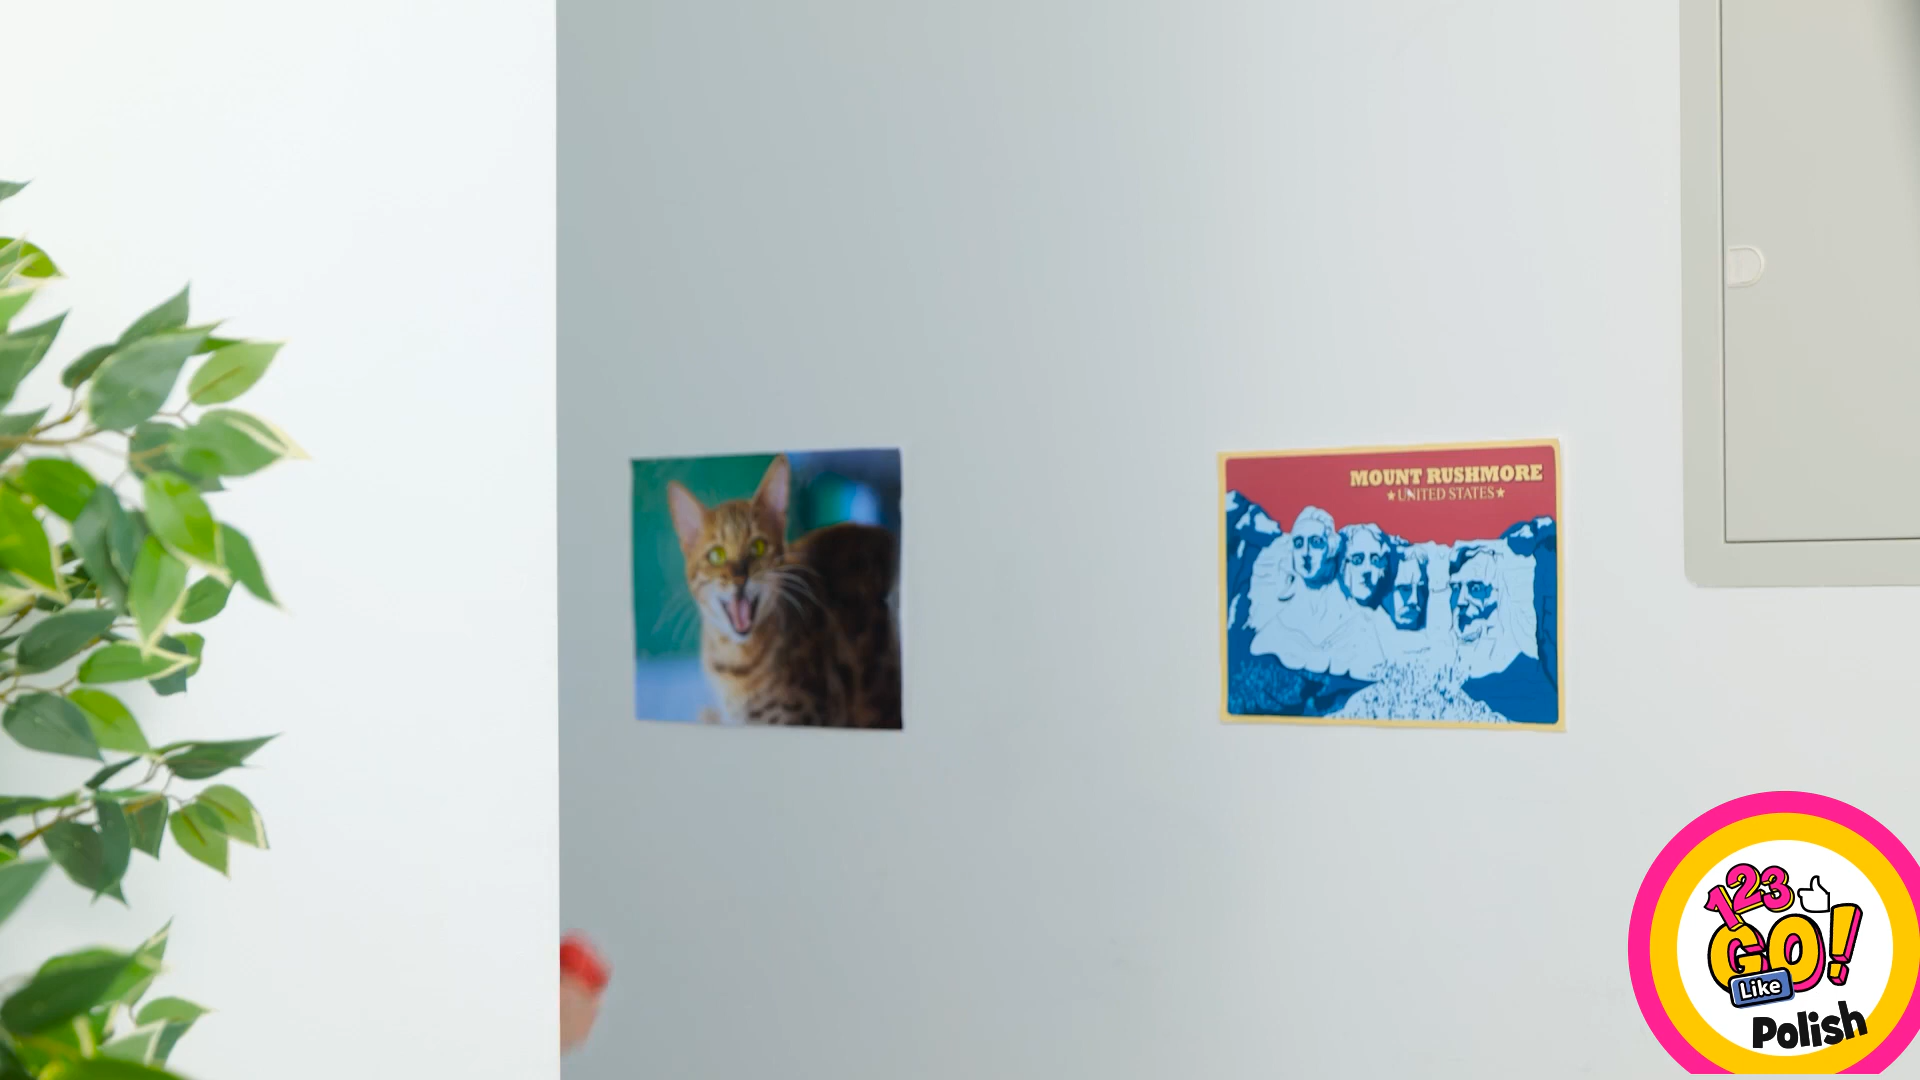 MOUNT RUSHMORE
★UNITED STATES★
123
GO!
Like
Polish